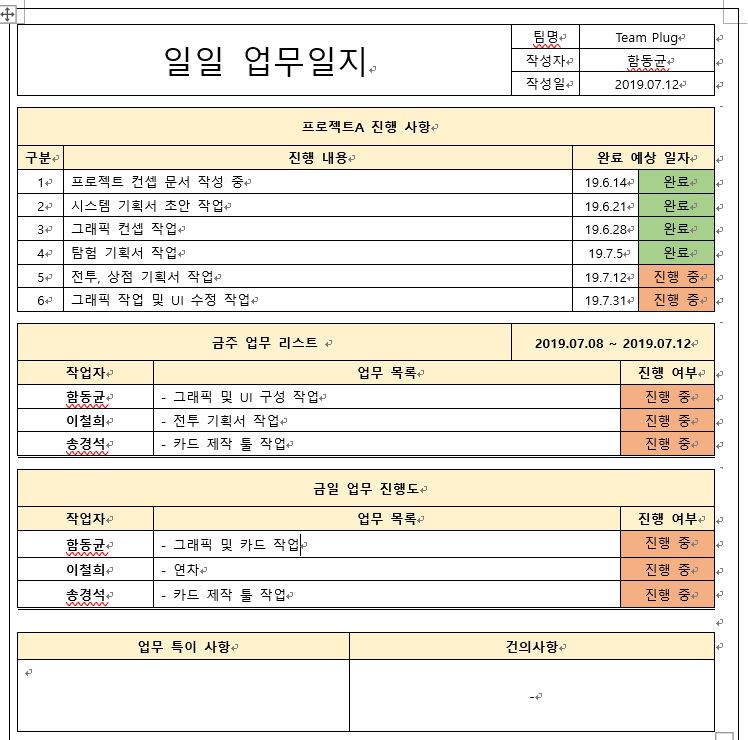 일일 업무일지
팀명 Team Plug
작성자 함동균
작성일 2019.07.12
프로젝트A 진행 사항
구분 진행 내용 완료 예상 일자
1 프로젝트 컨셉 문서 작성 중 19.6.14 완료
2 시스템 기획서 초안 작업 19.6.21 완료
3 그래픽 컨셉 작업 19.6.28 완료
4 탐험 기획서 작업 19.7.5 완료
5 전투, 상점 기획서 작업 19.7.12 진행 중
6 그래픽 작업 및 UI 수정 작업 19.7.31 진행 중
금주 업무 리스트 2019.07.08 ~ 2019.07.12
작업자 업무 목록 진행 여부
함동균 - 그래픽 및 UI 구성 작업 진행 중
이철희 - 전투 기획서 작업 진행 중
송경석 - 카드 제작 툴 작업 진행 중
금일 업무 진행도
작업자 업무 목록 진행 여부
함동균 - 그래픽 및 카드 작업 진행 중
이철희 - 연차 진행 중
송경석 - 카드 제작 툴 작업 진행 중
업무 특이 사항 건의사항
-